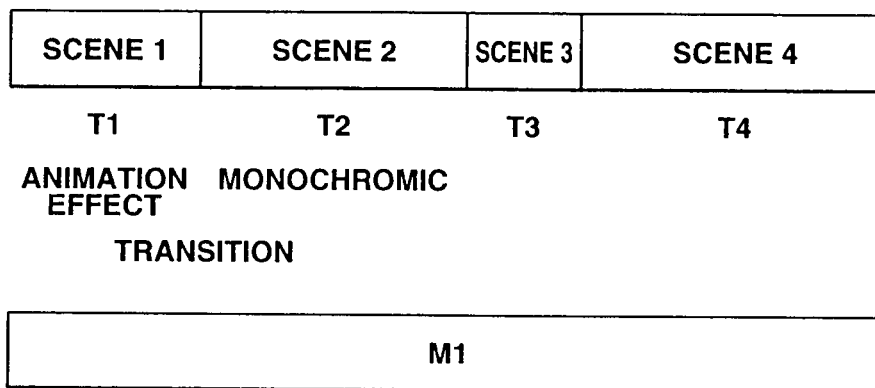 SCENE 1 SCENE 2 SCENE 3 SCENE 4
T1 T2 T3 T4
ANIMATION MONOCHROMIC
EFFECT
TRANSITION
M1